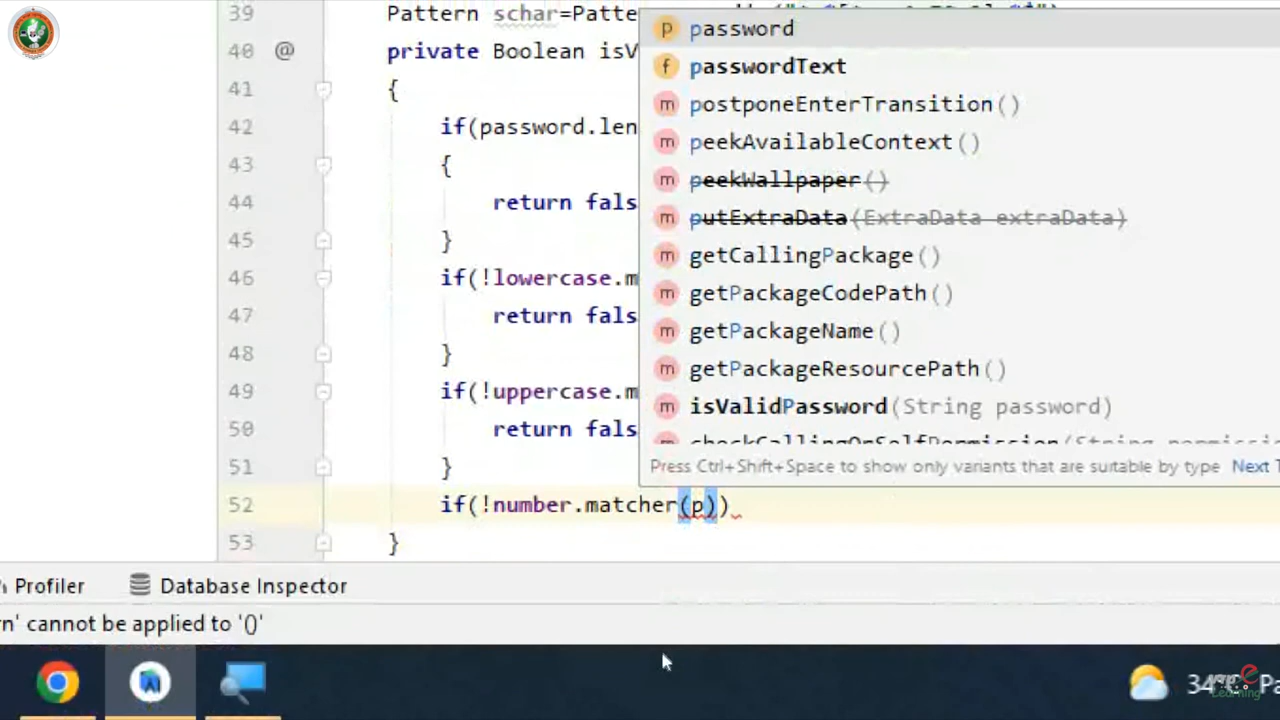 39 Pattern schar=Patte
40 @ private Boolean isV
41 {
42 if(password.len
43 {
44 return fals
45 }
46 if(!lowercase.m
47 return fals
48 }
49 if(!uppercase.m
50 return fals
51 }
52 if(!number.matcher(p))
53 }
p password
f passwordText
m postponeEnterTransition()
m peekAvailableContext()
m peekWallpaper()
m putExtraData(ExtraData extraData)
m getCallingPackage()
m getPackageCodePath()
m getPackageName()
m getPackageResourcePath()
m isValidPassword(String password)
m checkCallingOrSelfPermission(String permissi
Press Ctrl+Shift+Space to show only variants that are suitable by type Next T
Profiler Database Inspector
n' cannot be applied to '()'
34°C Pa
Learning